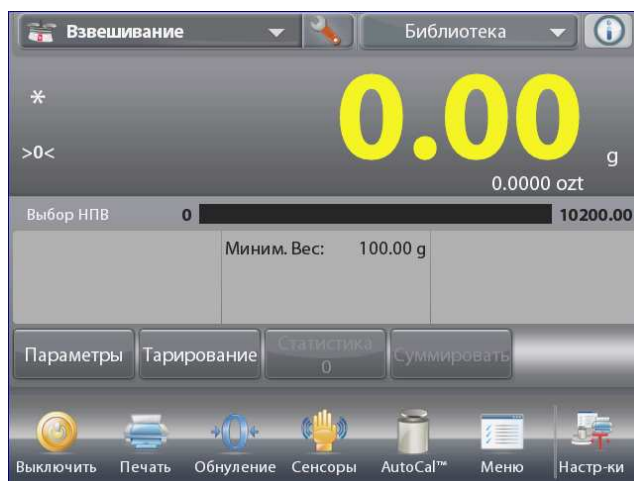 Взвешивание Библиотека
*
0.00 g
>0<
0.0000 ozt
Выбор НПВ 0 10200.00
Миним. Вес: 100.00 g
Параметры Тарирование Статистика 0 Суммировать
Выключить Печать Обнуление Сенсоры AutoCal™ Меню Настр-ки